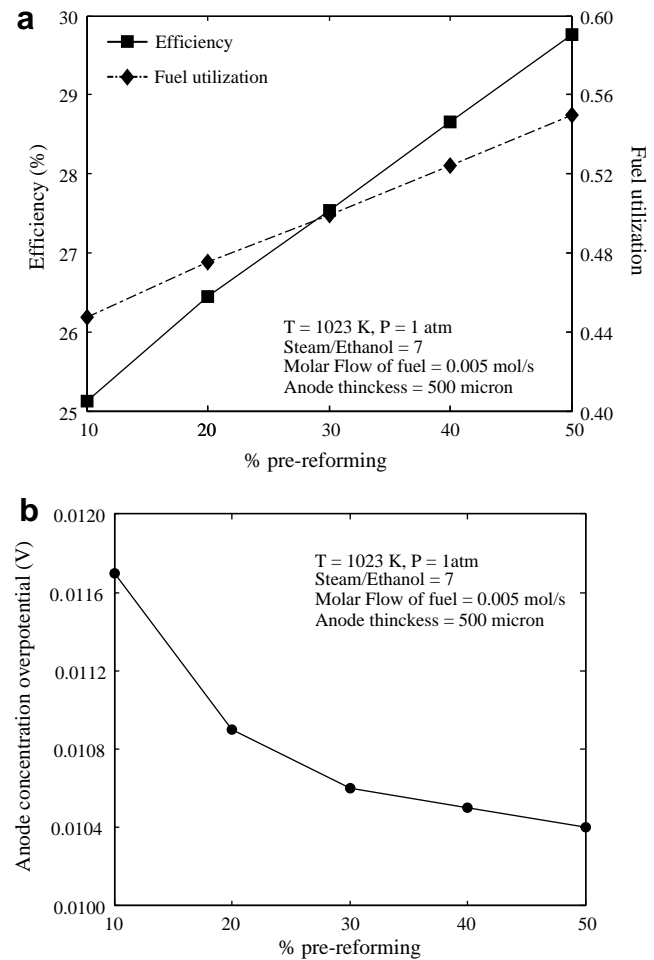 a
30
29
28
27
26
25
Efficiency (%)
Efficiency
Fuel utilization
0.60
0.56
0.52
0.48
0.44
0.40
Fuel utilization
T = 1023 K, P = 1 atm
Steam/Ethanol = 7
Molar Flow of fuel = 0.005 mol/s
Anode thinckess = 500 micron
10 20 30 40 50
% pre-reforming
b
0.0120
0.0116
0.0112
0.0108
0.0104
0.0100
Anode concentration overpotential (V)
T = 1023 K, P = 1atm
Steam/Ethanol = 7
Molar Flow of fuel = 0.005 mol/s
Anode thinckess = 500 micron
10 20 30 40 50
% pre-reforming